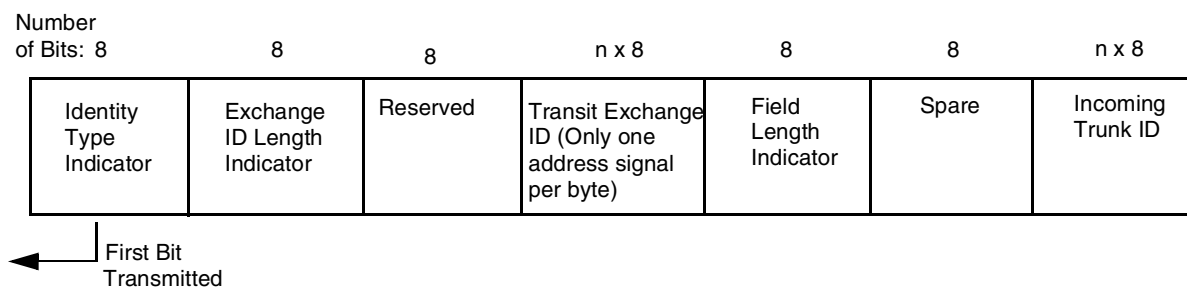 Number
of Bits: 8 8 8 n x 8 8 8 n x 8
Identity
Type
Indicator
Exchange
ID Length
Indicator
Reserved
Transit Exchange
ID (Only one
address signal
per byte)
Field
Length
Indicator
Spare
Incoming
Trunk ID
First Bit
Transmitted